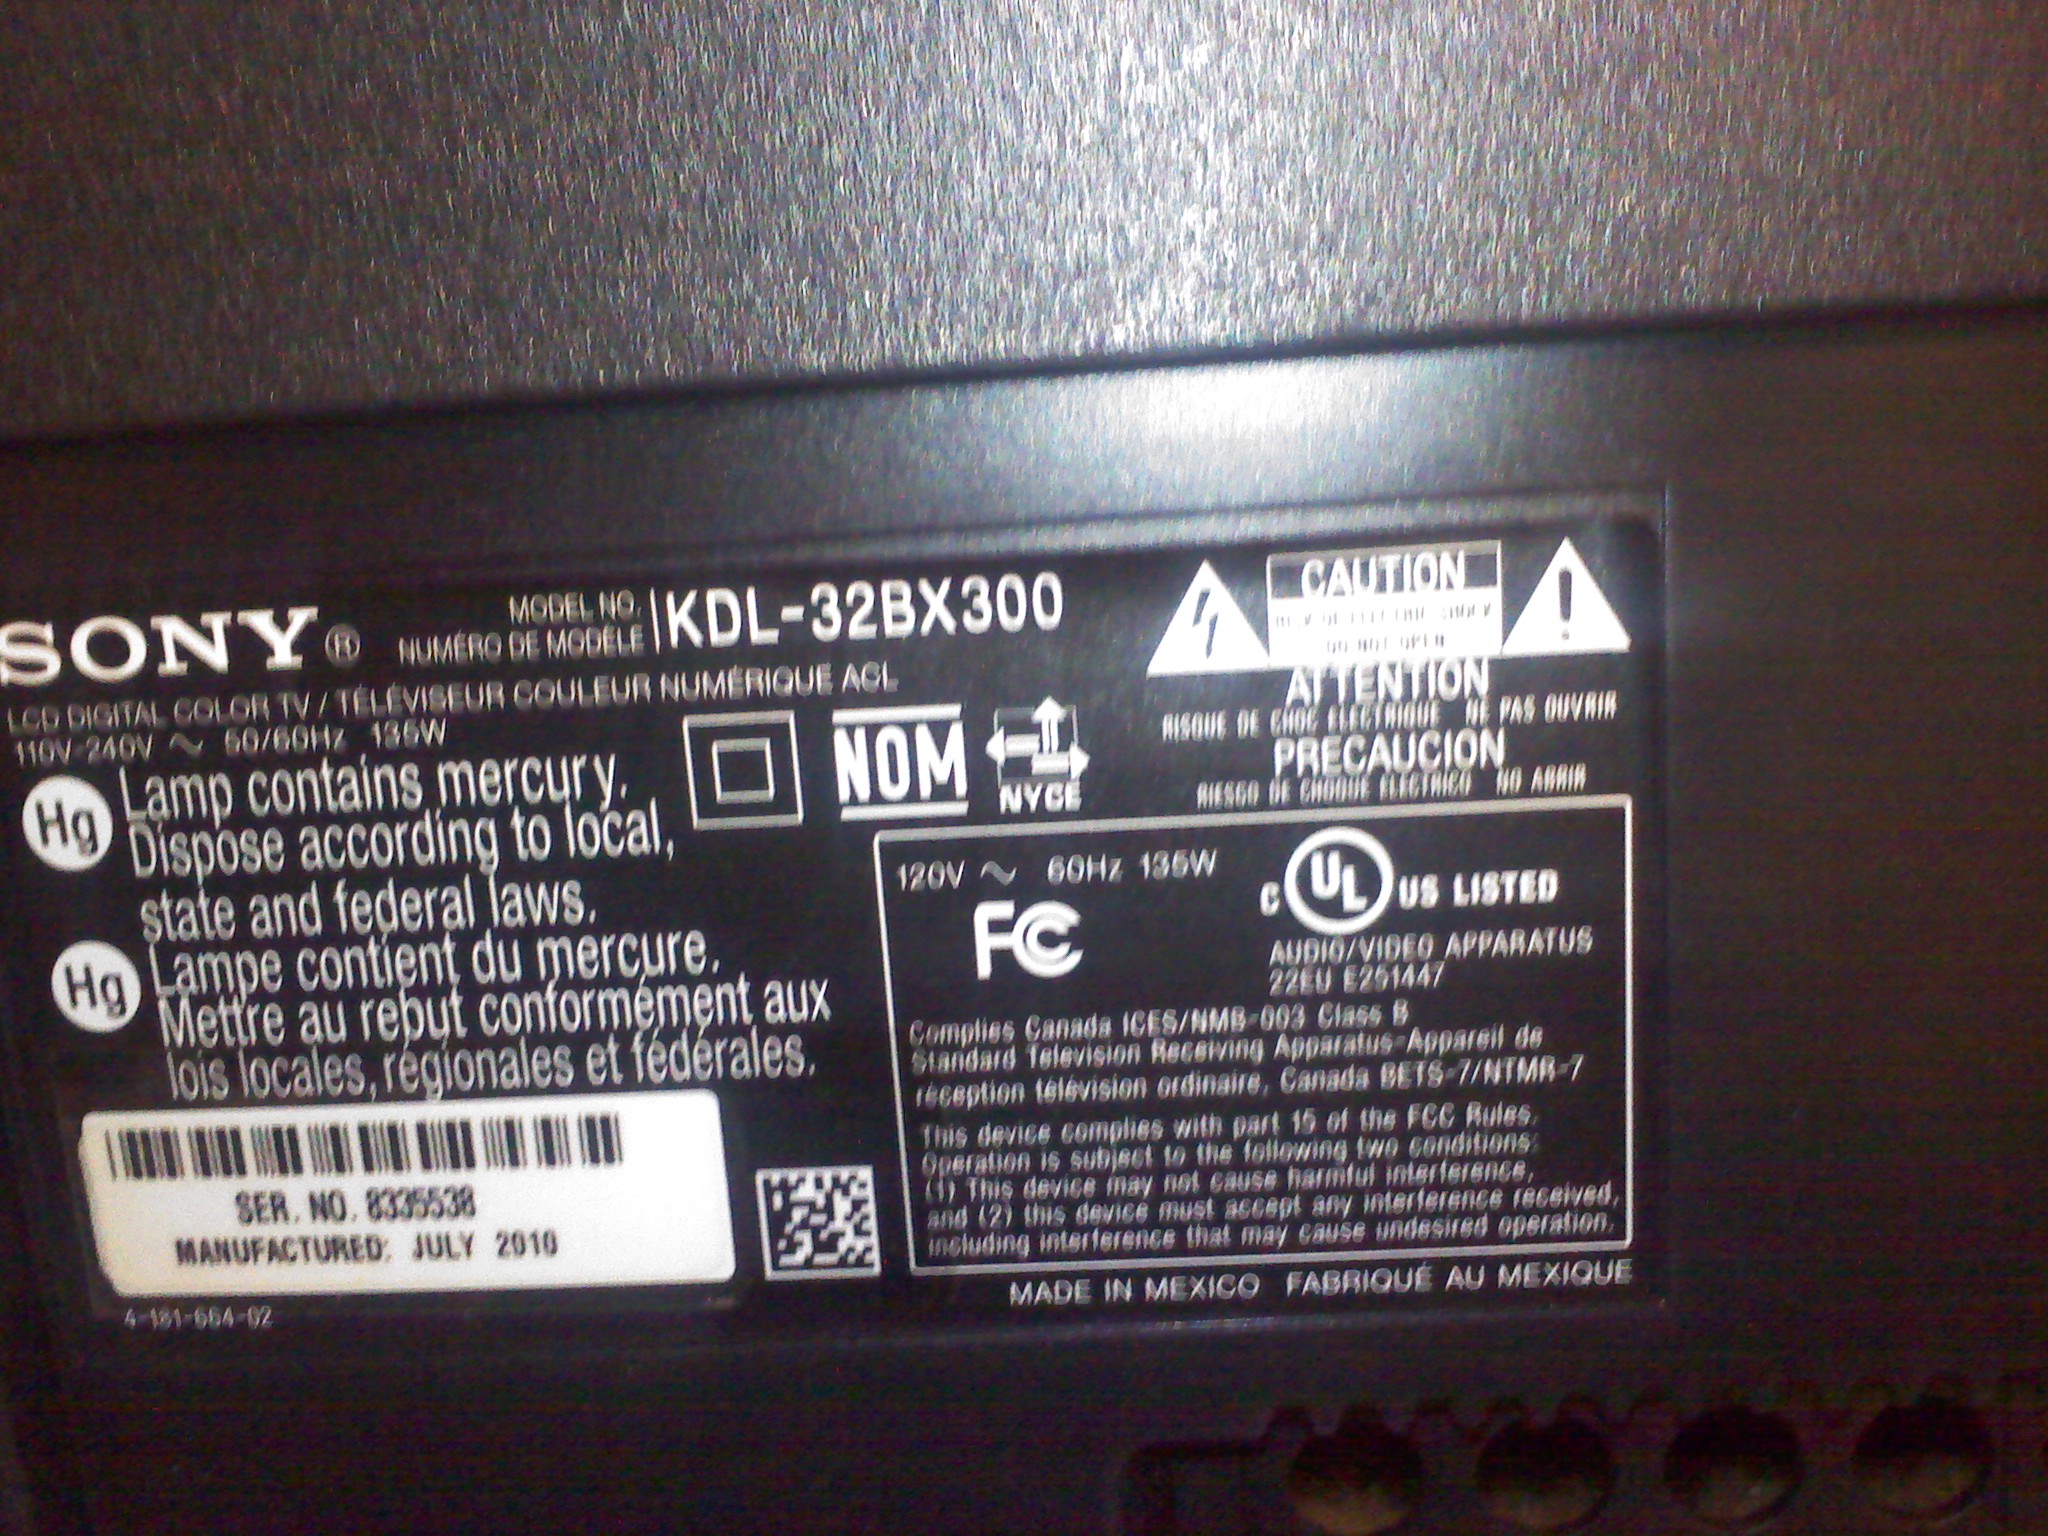 SONY®
MODEL NO.
NUMÉRO DE MODÈLE
KDL-32BX300
LCD DIGITAL COLOR TV / TÉLÉVISEUR COULEUR NUMÉRIQUE ACL
110V-240V ~ 50/60Hz 135W
Hg
Lamp contains mercury.
Dispose according to local,
state and federal laws.
Hg
Lampe contient du mercure.
Mettre au rebut conformément aux
lois locales, régionales et fédérales.
SER. NO. 8335538
MANUFACTURED: JULY 2010
4-181-664-02
NOM
NYCE
CAUTION
RISK OF ELECTRIC SHOCK
DO NOT OPEN
ATTENTION
RISQUE DE CHOC ELECTRIQUE NE PAS OUVRIR
PRECAUCION
RIESGO DE CHOQUE ELECTRICO NO ABRIR
120V ~ 60Hz 135W
FC
C UL US LISTED
AUDIO/VIDEO APPARATUS
22EU E251447
Complies Canada ICES/NMB-003 Class B
Standard Television Receiving Apparatus-Appareil de
réception télévision ordinaire, Canada BETS-7/NTMR-7
This device complies with part 15 of the FCC Rules.
Operation is subject to the following two conditions:
(1) This device may not cause harmful interference,
and (2) this device must accept any interference received,
including interference that may cause undesired operation.
MADE IN MEXICO FABRIQUÉ AU MEXIQUE